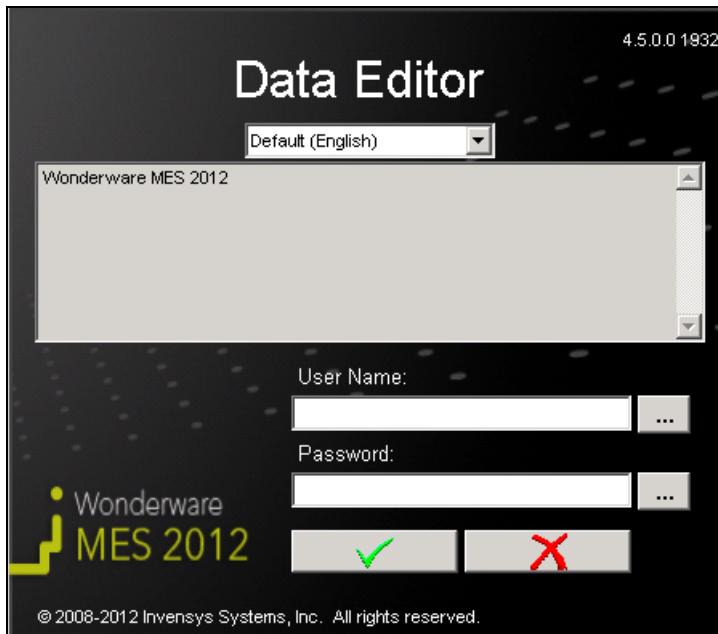 4.5.0.0 1932
Data Editor
Default (English)
Wonderware MES 2012
User Name:
...
Password:
...
Wonderware
MES 2012
© 2008-2012 Invensys Systems, Inc. All rights reserved.